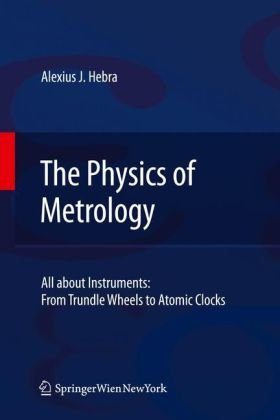 Alexius J. Hebra
The Physics of
Metrology
All about Instruments:
From Trundle Wheels to Atomic Clocks
SpringerWienNewYork